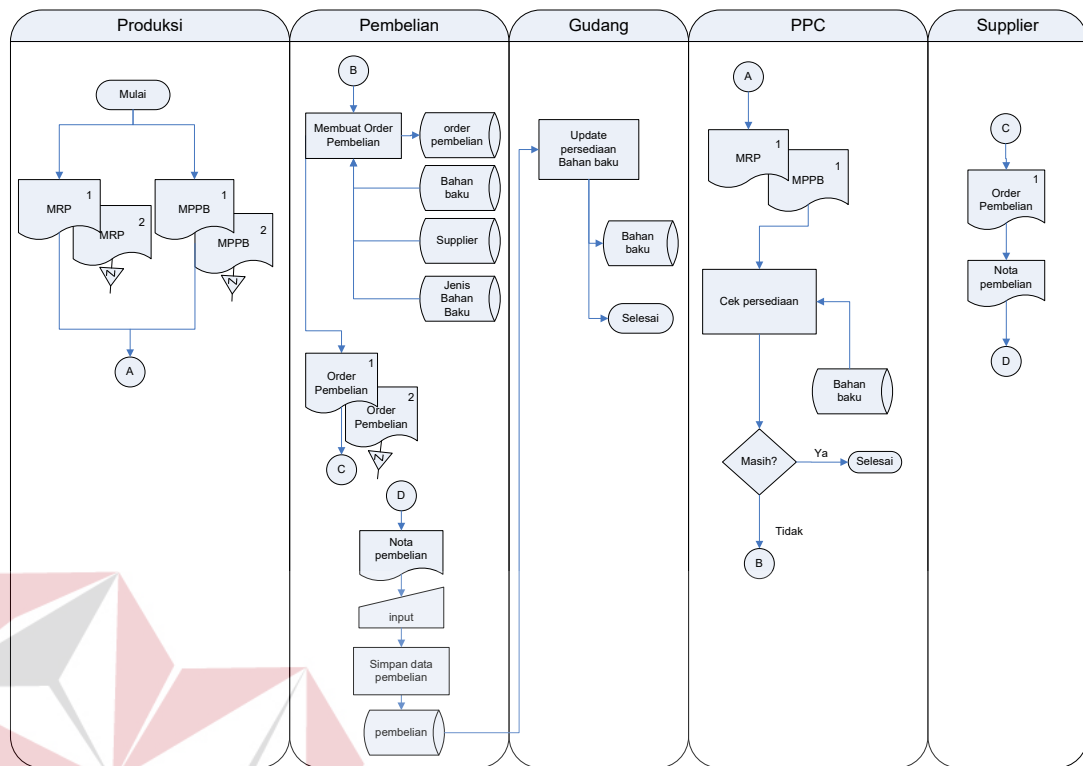 Produksi
Pembelian
Gudang
PPC
Supplier
Mulai
1
MRP
2
MRP
1
MPPB
2
MPPB
Z
Z
A
B
Membuat Order
Pembelian
order
pembelian
Bahan
baku
Supplier
Jenis
Bahan
Baku
1
Order
Pembelian
2
Order
Pembelian
Z
C
D
Nota
pembelian
input
Simpan data
pembelian
pembelian
Update
persediaan
Bahan baku
Bahan
baku
Selesai
A
1
MRP
1
MPPB
Cek persediaan
Bahan
baku
Masih?
Ya
Selesai
Tidak
B
C
1
Order
Pembelian
Nota
pembelian
D